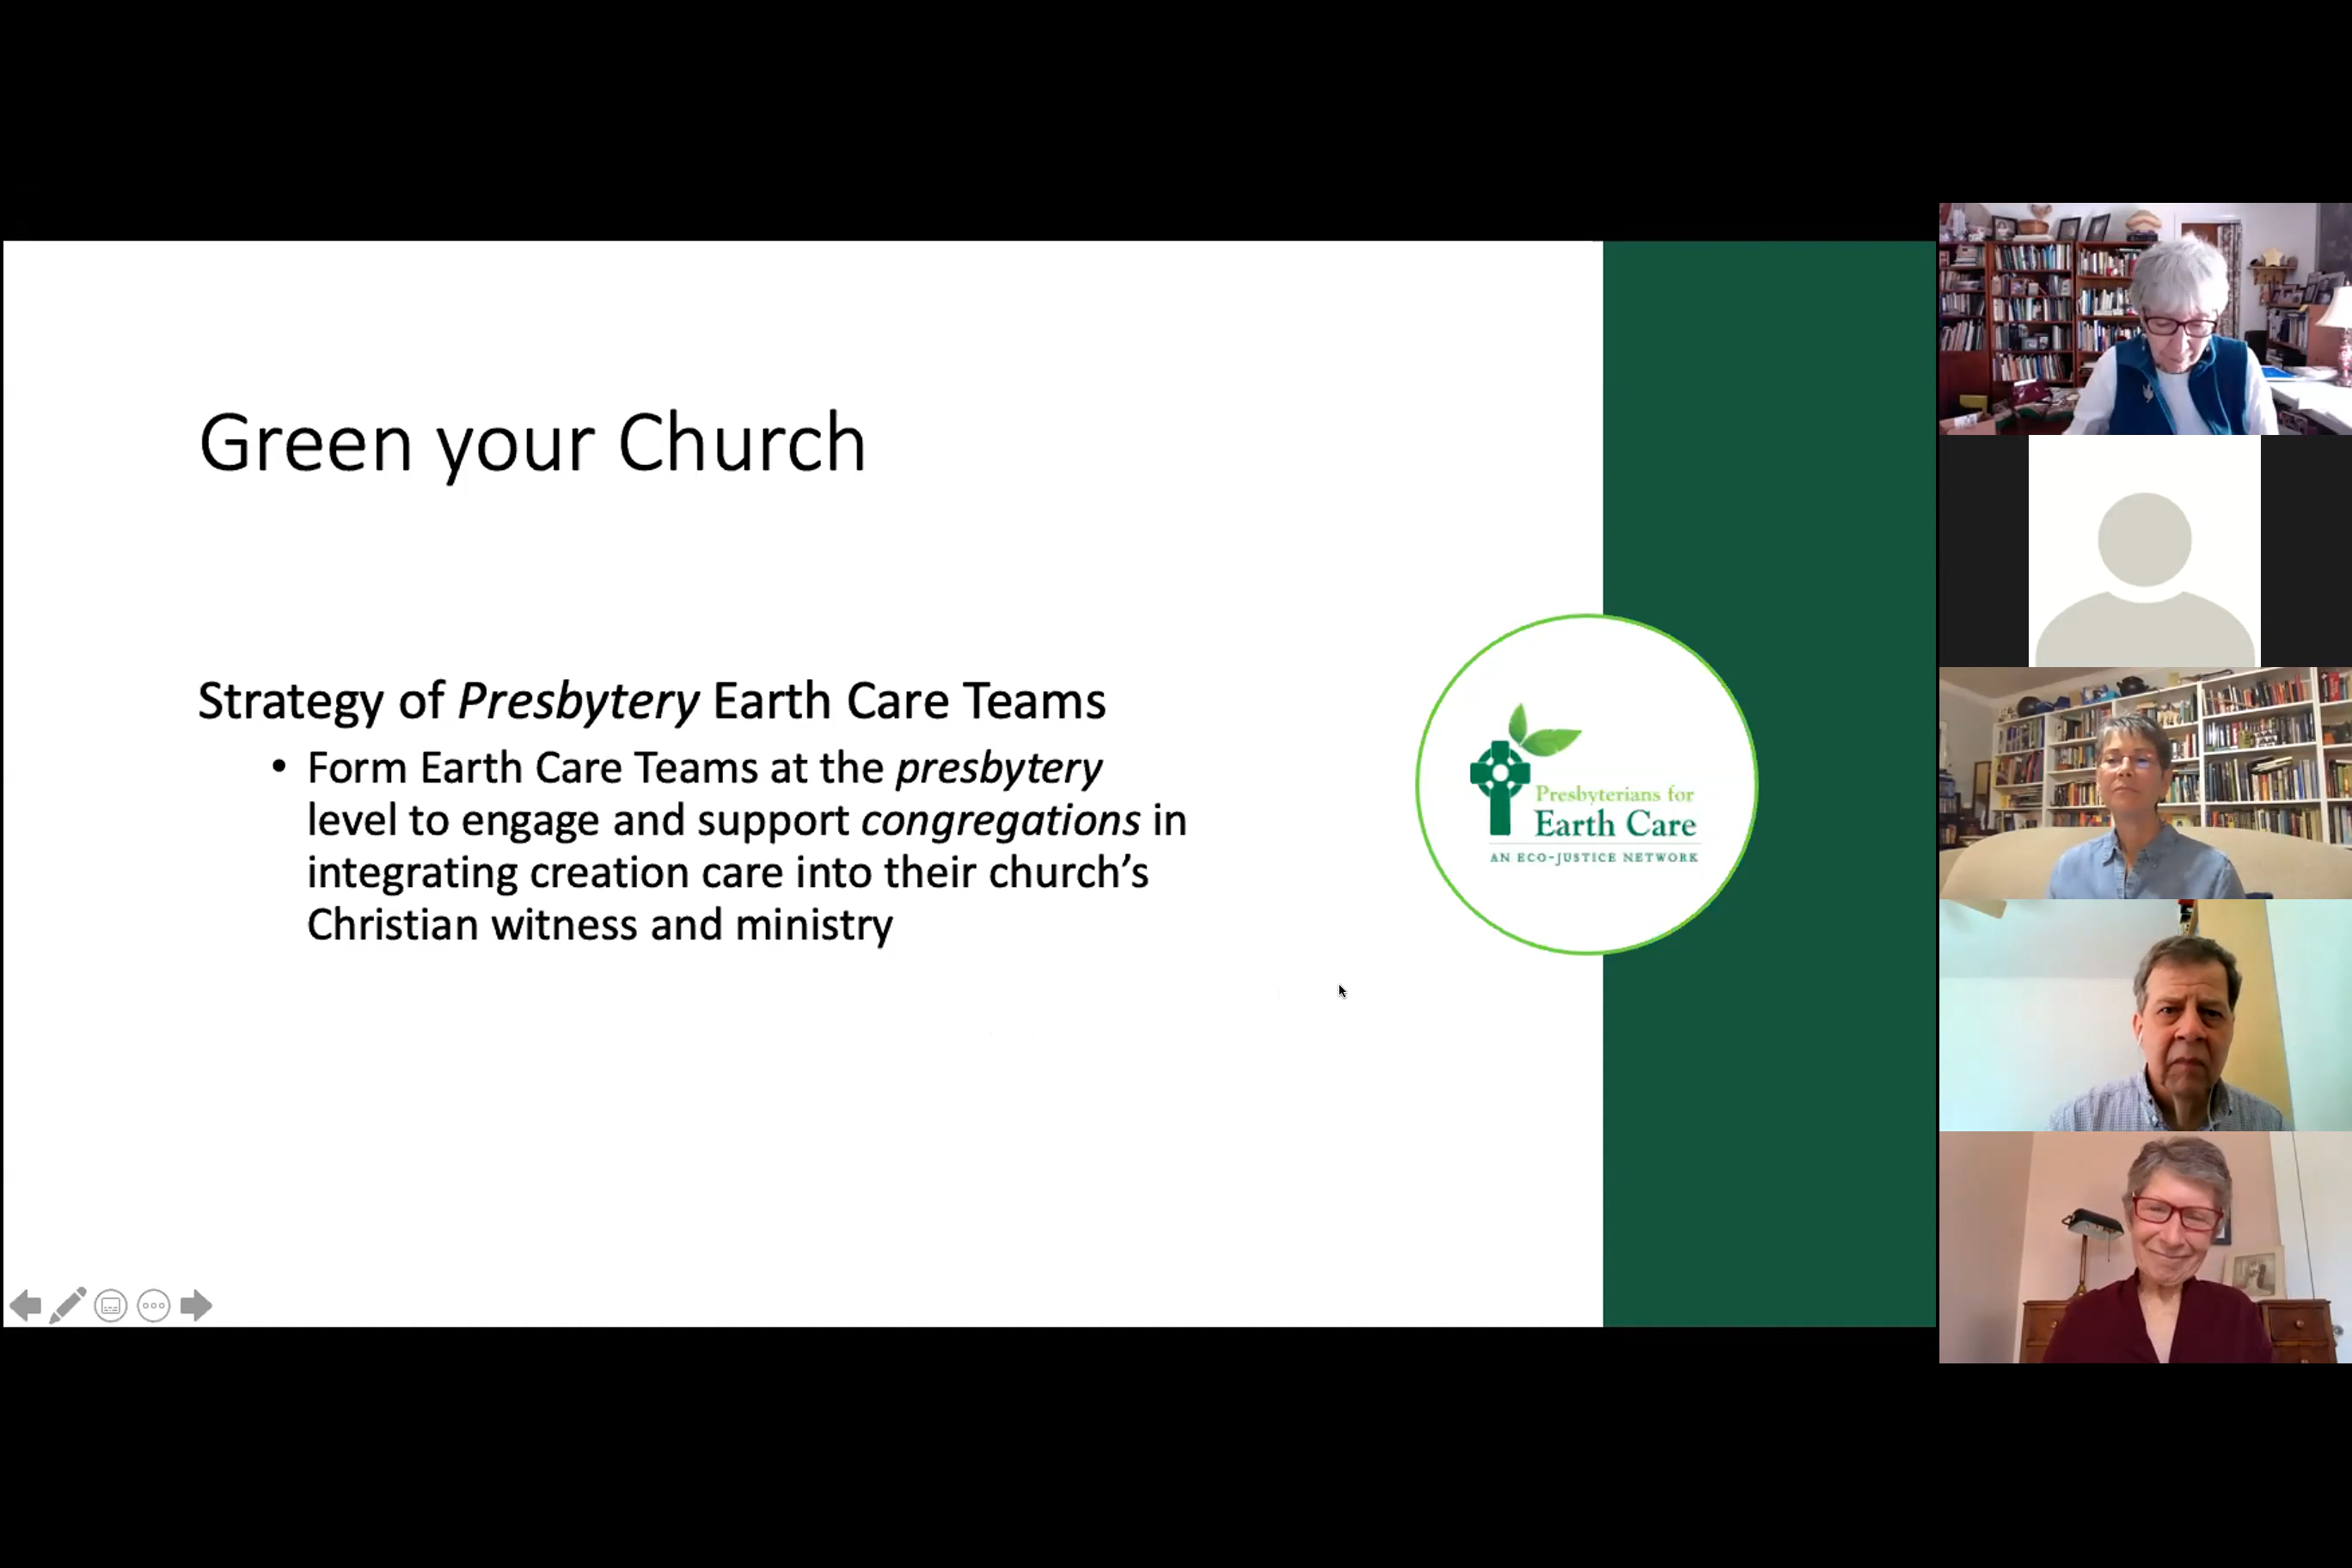 Green your Church
Strategy of Presbytery Earth Care Teams
• Form Earth Care Teams at the presbytery
level to engage and support congregations in
integrating creation care into their church’s
Christian witness and ministry
Presbyterians for
Earth Care
AN ECO-JUSTICE NETWORK